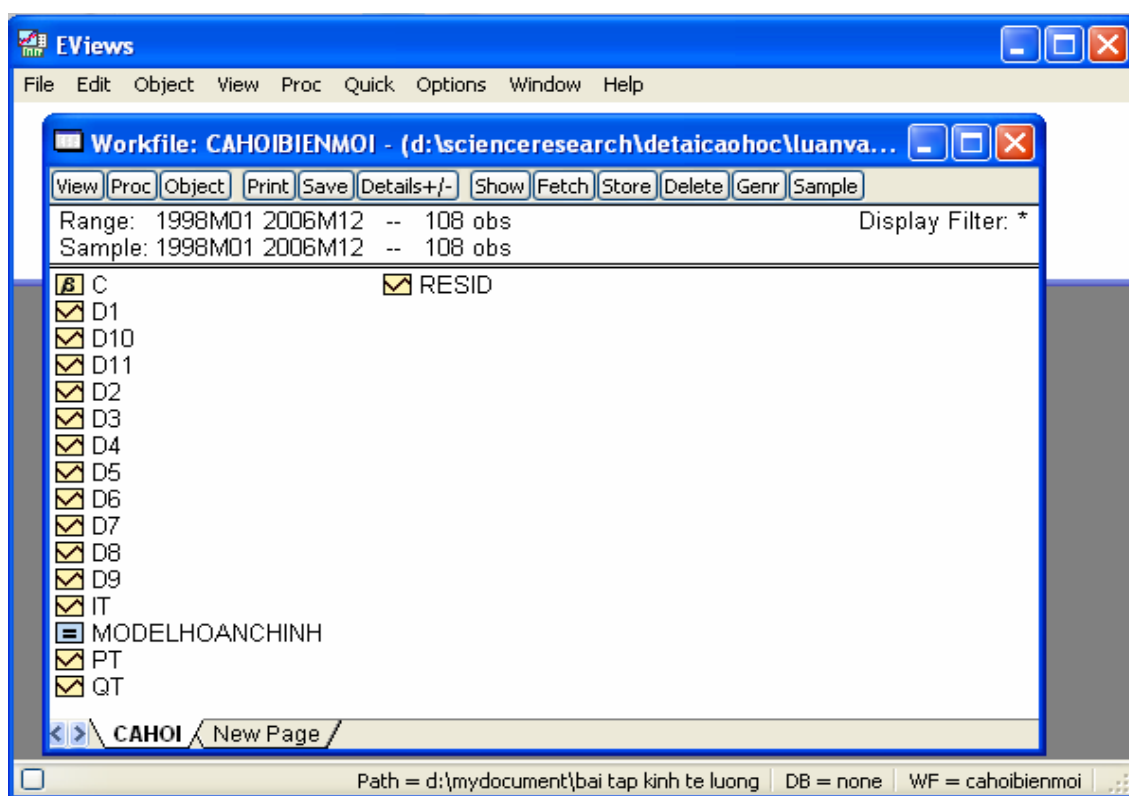 EViews
File Edit Object View Proc Quick Options Window Help
Workfile: CAHOIBIENMOI - (d:\scienceresearch\detaicaohoc\luanva...
View Proc Object Print Save Details+/- Show Fetch Store Delete Genr Sample
Range: 1998M01 2006M12 -- 108 obs Display Filter: *
Sample: 1998M01 2006M12 -- 108 obs
β C RESID
D1
D10
D11
D2
D3
D4
D5
D6
D7
D8
D9
IT
= MODELHOANCHINH
PT
QT
CAHOI New Page
Path = d:\mydocument\bai tap kinh te luong DB = none WF = cahoibienmoi